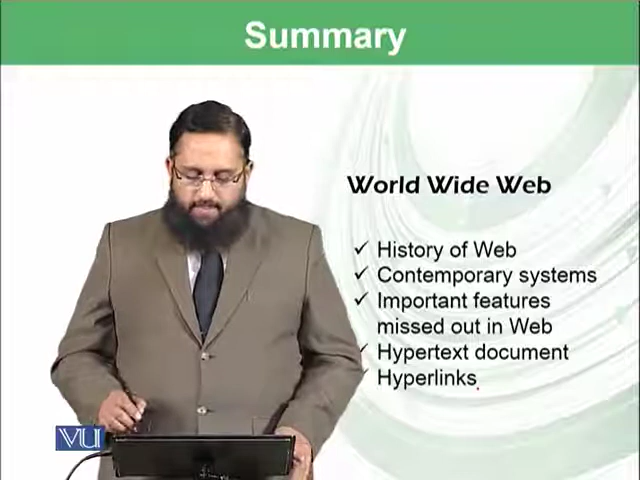 Summary
World Wide Web
✓ History of Web
✓ Contemporary systems
✓ Important features
missed out in Web
✓ Hypertext document
✓ Hyperlinks
VU